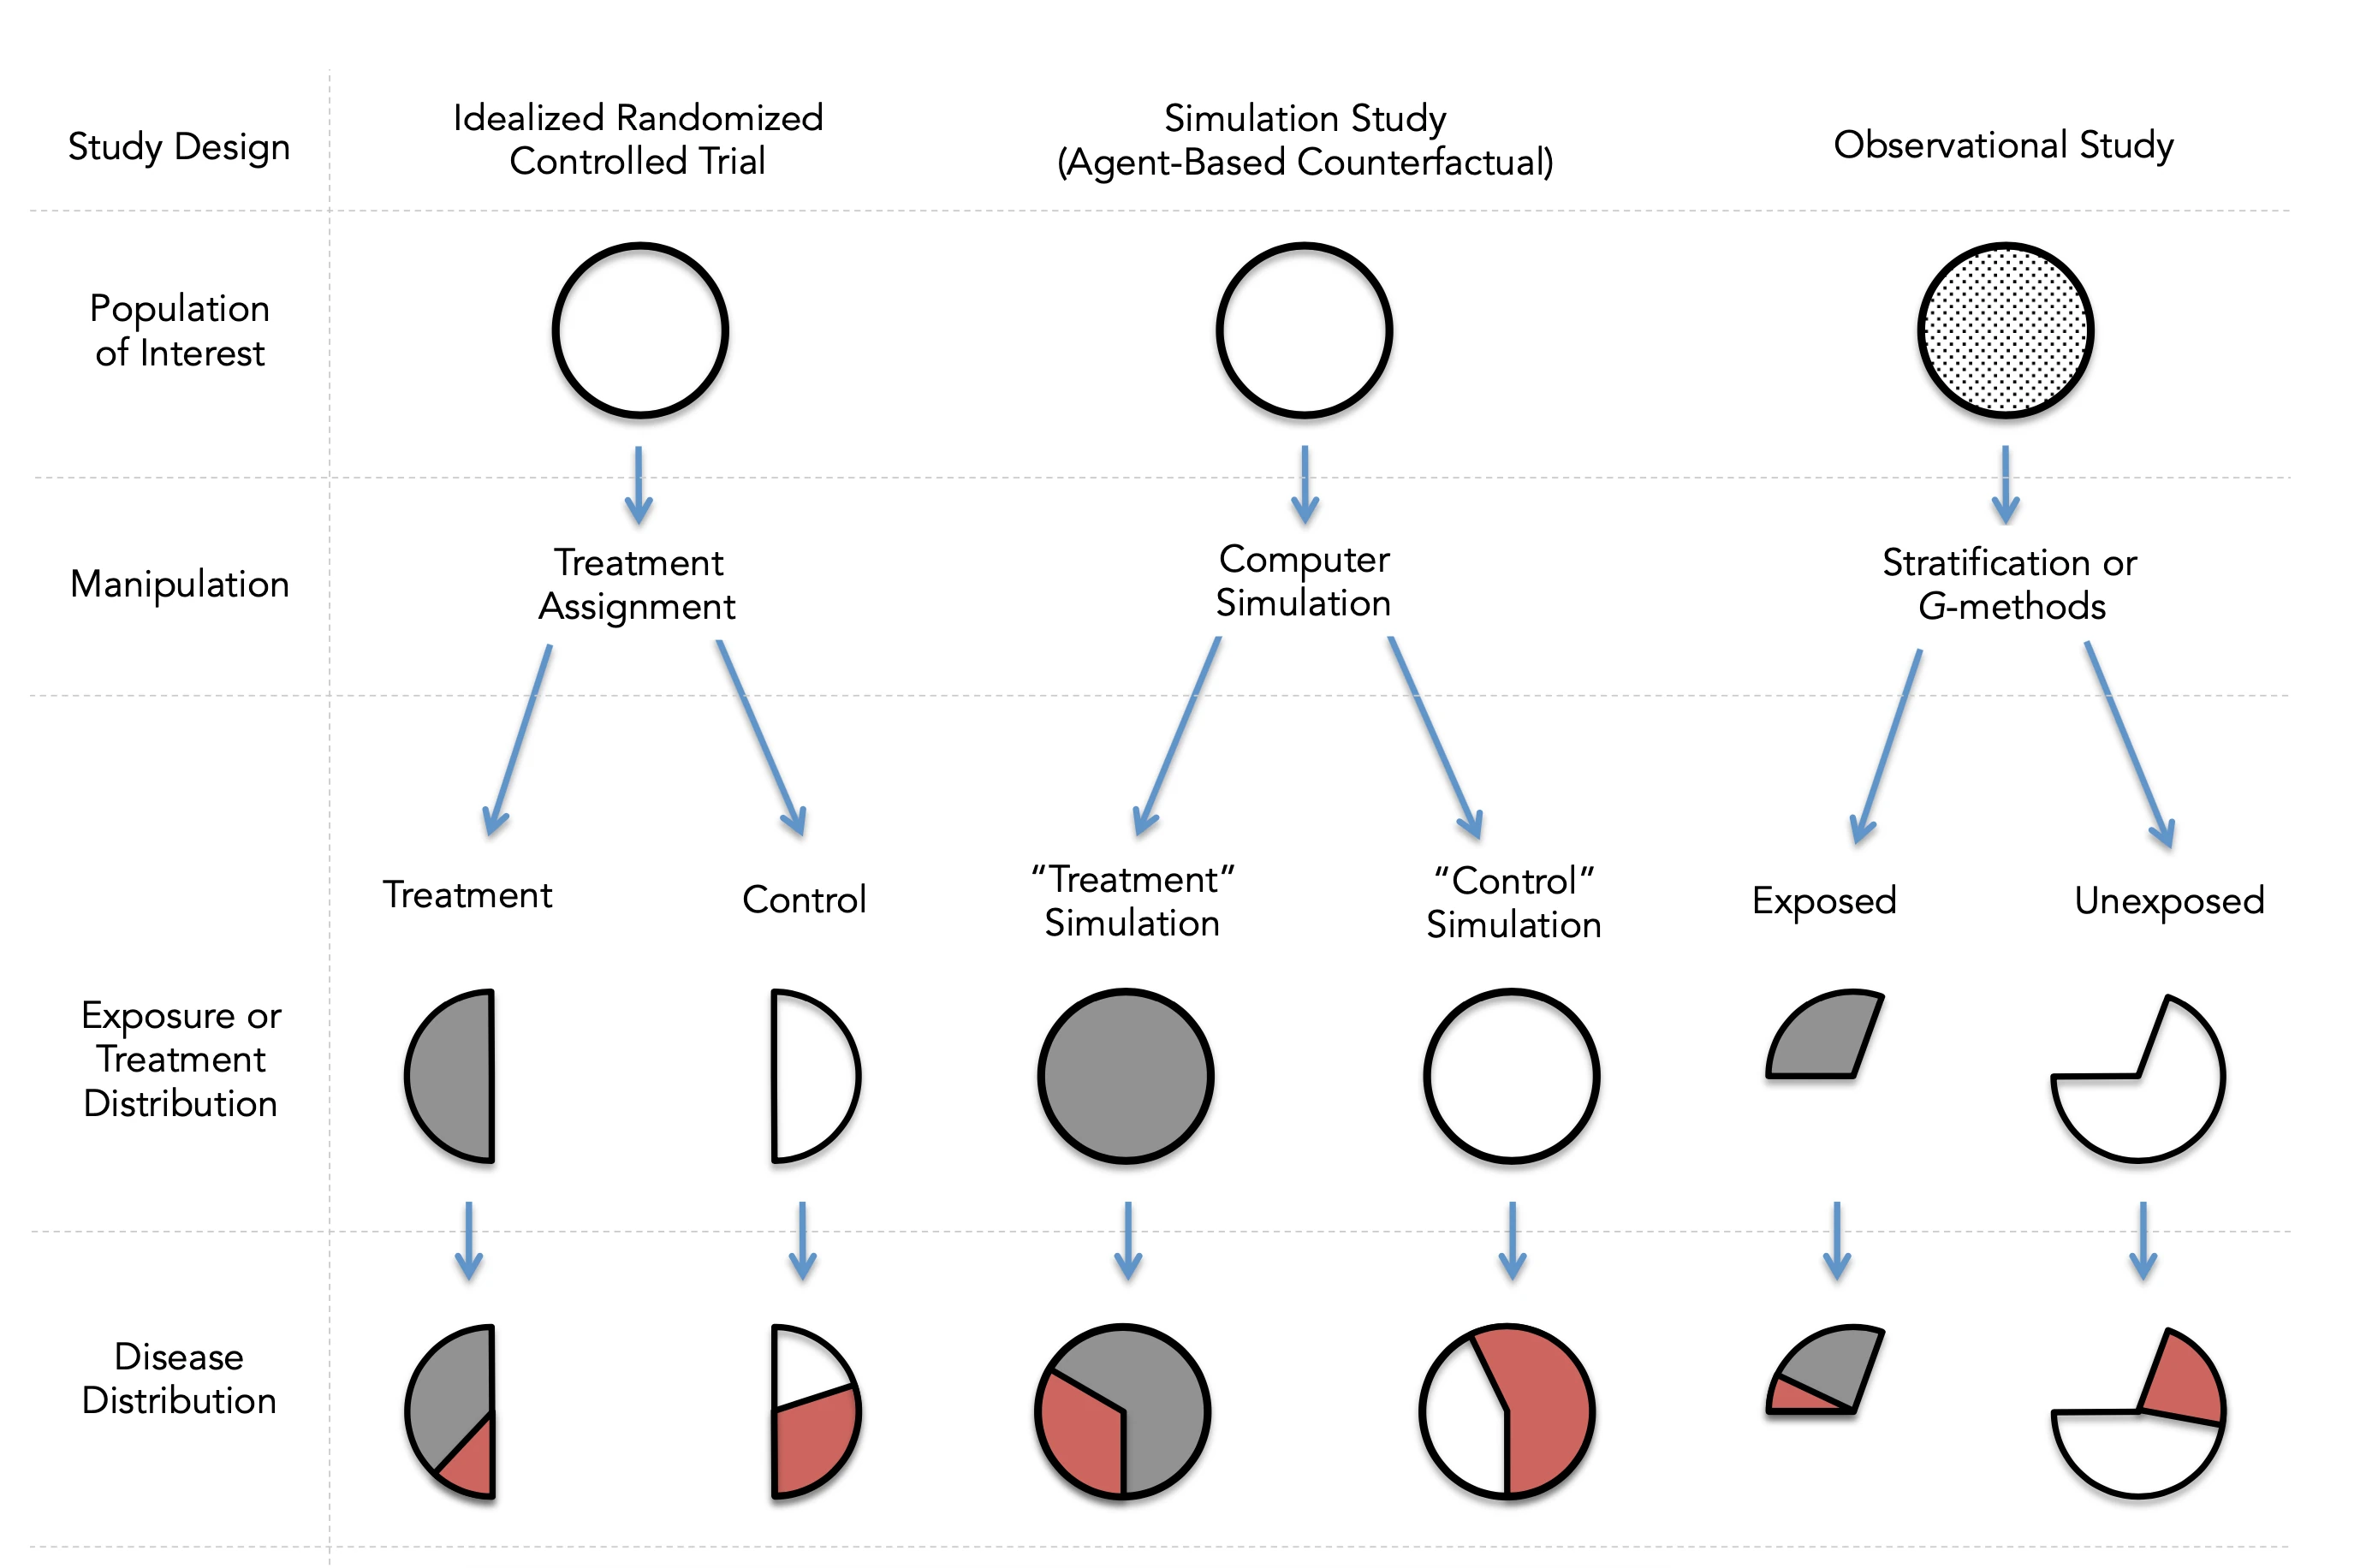 Study Design
Idealized Randomized
Controlled Trial
Simulation Study
(Agent-Based Counterfactual)
Observational Study
Population
of Interest
Manipulation
Treatment
Assignment
Computer
Simulation
Stratification or
G-methods
Exposure or
Treatment
Distribution
Treatment
Control
“Treatment”
Simulation
“Control”
Simulation
Exposed
Unexposed
Disease
Distribution